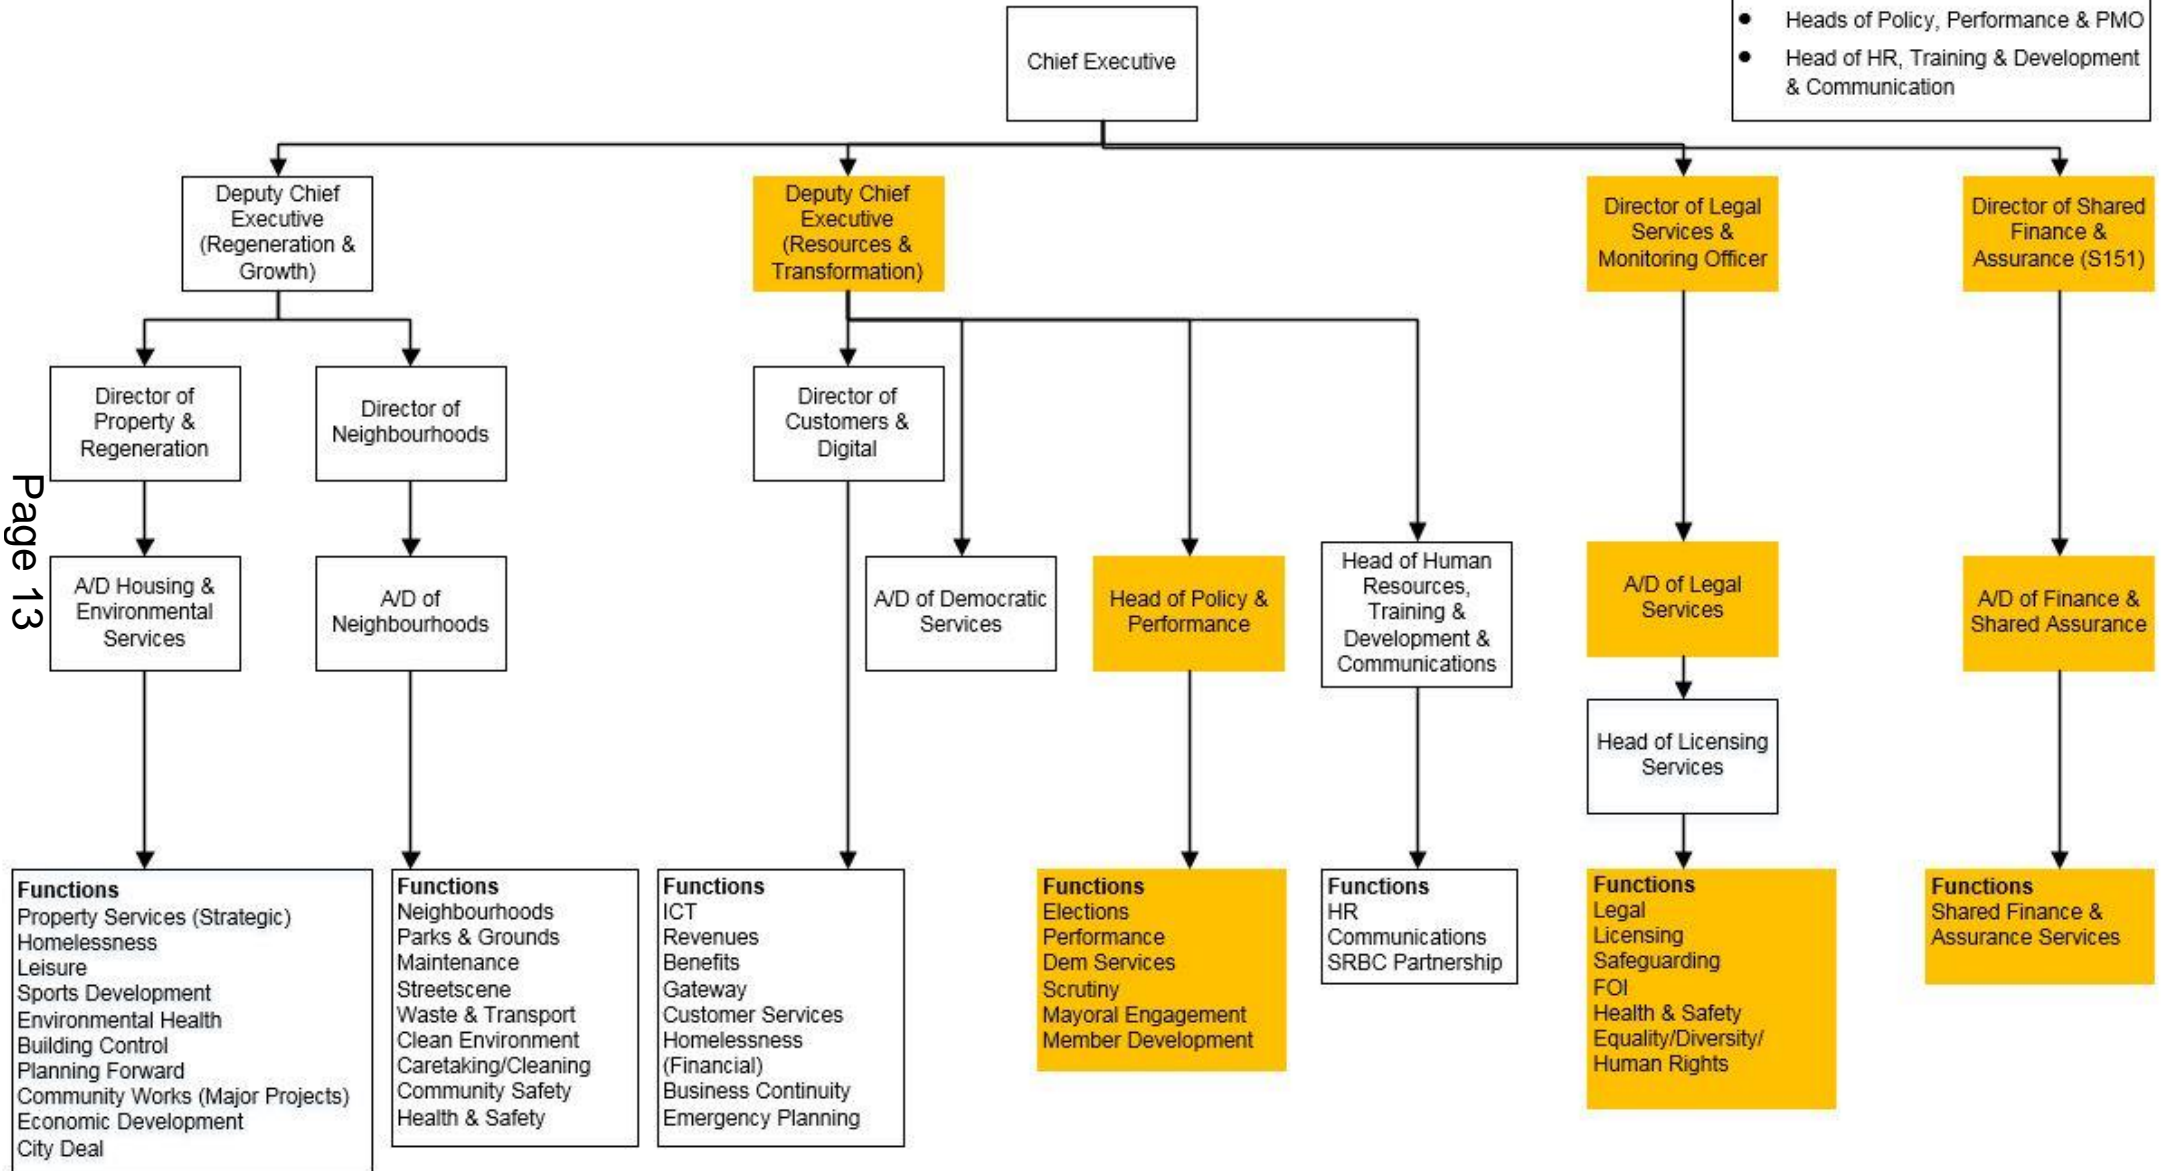 Chief Executive
● Heads of Policy, Performance & PMO
● Head of HR, Training & Development
& Communication
Deputy Chief
Executive
(Regeneration &
Growth)
Deputy Chief
Executive
(Resources &
Transformation)
Director of Legal
Services &
Monitoring Officer
Director of Shared
Finance &
Assurance (S151)
Director of
Property &
Regeneration
Director of
Neighbourhoods
Director of
Customers &
Digital
Page 13
A/D Housing &
Environmental
Services
A/D of
Neighbourhoods
A/D of Democratic
Services
Head of Policy &
Performance
Head of Human
Resources,
Training &
Development &
Communications
A/D of Legal
Services
A/D of Finance &
Shared Assurance
Head of Licensing
Services
Functions
Property Services (Strategic)
Homelessness
Leisure
Sports Development
Environmental Health
Building Control
Planning Forward
Community Works (Major Projects)
Economic Development
City Deal
Functions
Neighbourhoods
Parks & Grounds
Maintenance
Streetscene
Waste & Transport
Clean Environment
Caretaking/Cleaning
Community Safety
Health & Safety
Functions
ICT
Revenues
Benefits
Gateway
Customer Services
Homelessness
(Financial)
Business Continuity
Emergency Planning
Functions
Elections
Performance
Dem Services
Scrutiny
Mayoral Engagement
Member Development
Functions
HR
Communications
SRBC Partnership
Functions
Legal
Licensing
Safeguarding
FOI
Health & Safety
Equality/Diversity/
Human Rights
Functions
Shared Finance &
Assurance Services